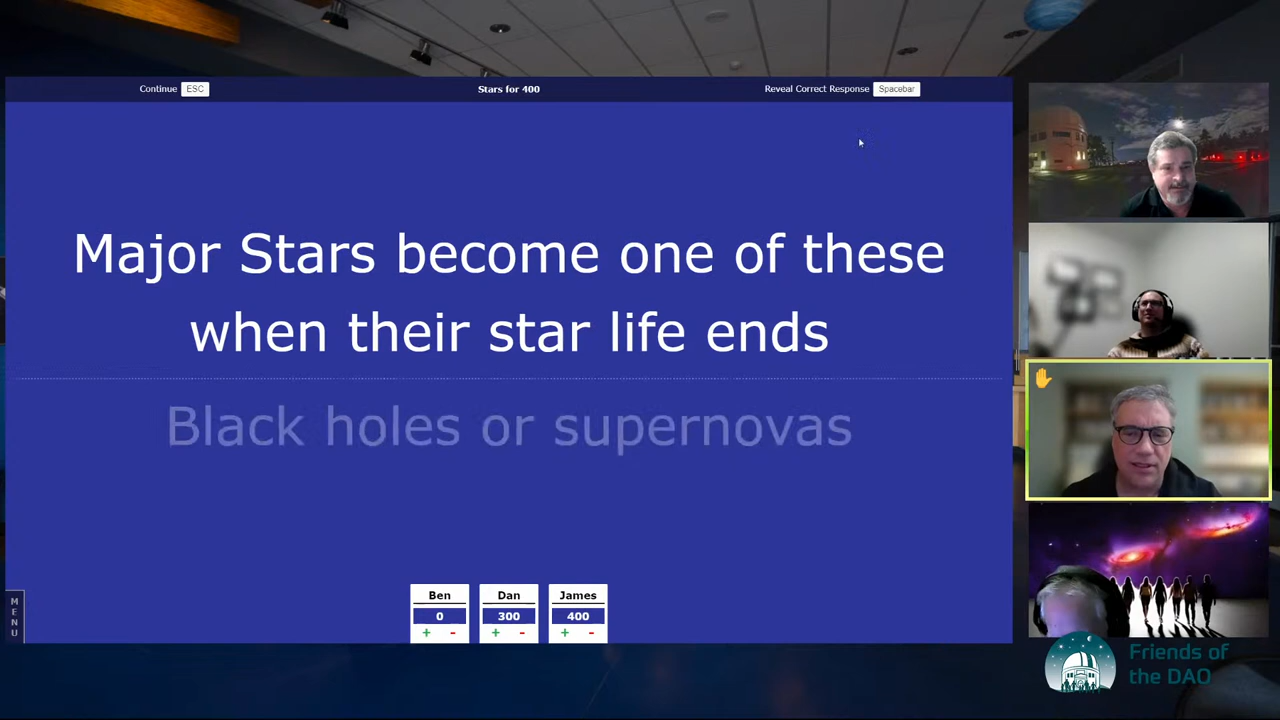 Continue ESC Stars for 400 Reveal Correct Response Spacebar
Major Stars become one of these
when their star life ends
Black holes or supernovas
MENU
Ben Dan James
0 300 400
+ - + - + -
Friends of
the DAO